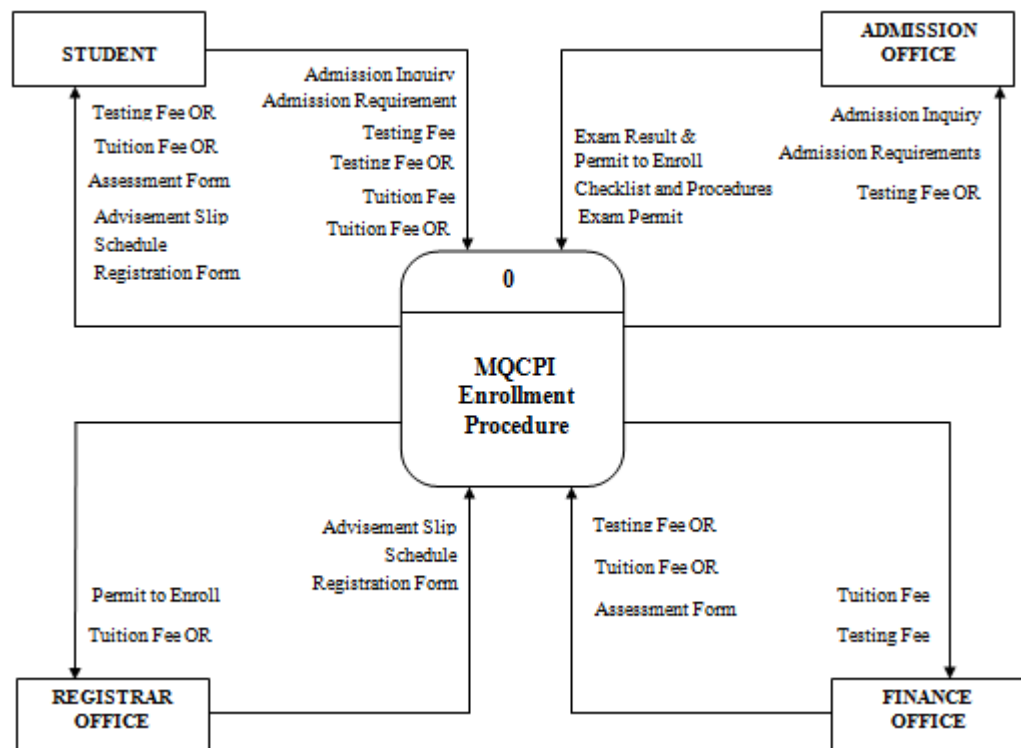 STUDENT
ADMISSION
OFFICE
Admission Inquiry
Admission Requirement
Testing Fee
Testing Fee OR
Tuition Fee
Tuition Fee OR
Testing Fee OR
Tuition Fee OR
Assessment Form
Advisement Slip
Schedule
Registration Form
Exam Result &
Permit to Enroll
Checklist and Procedures
Exam Permit
Admission Inquiry
Admission Requirements
Testing Fee OR
0
MQCPI
Enrollment
Procedure
Permit to Enroll
Tuition Fee OR
Advisement Slip
Schedule
Registration Form
Testing Fee OR
Tuition Fee OR
Assessment Form
Tuition Fee
Testing Fee
REGISTRAR
OFFICE
FINANCE
OFFICE